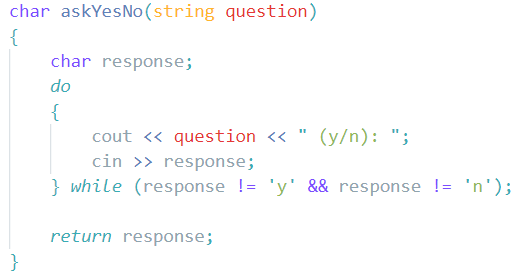 char askYesNo(string question)
{
    char response;
    do
    {
        cout << question << " (y/n): ";
        cin >> response;
    } while (response != 'y' && response != 'n');

    return response;
}